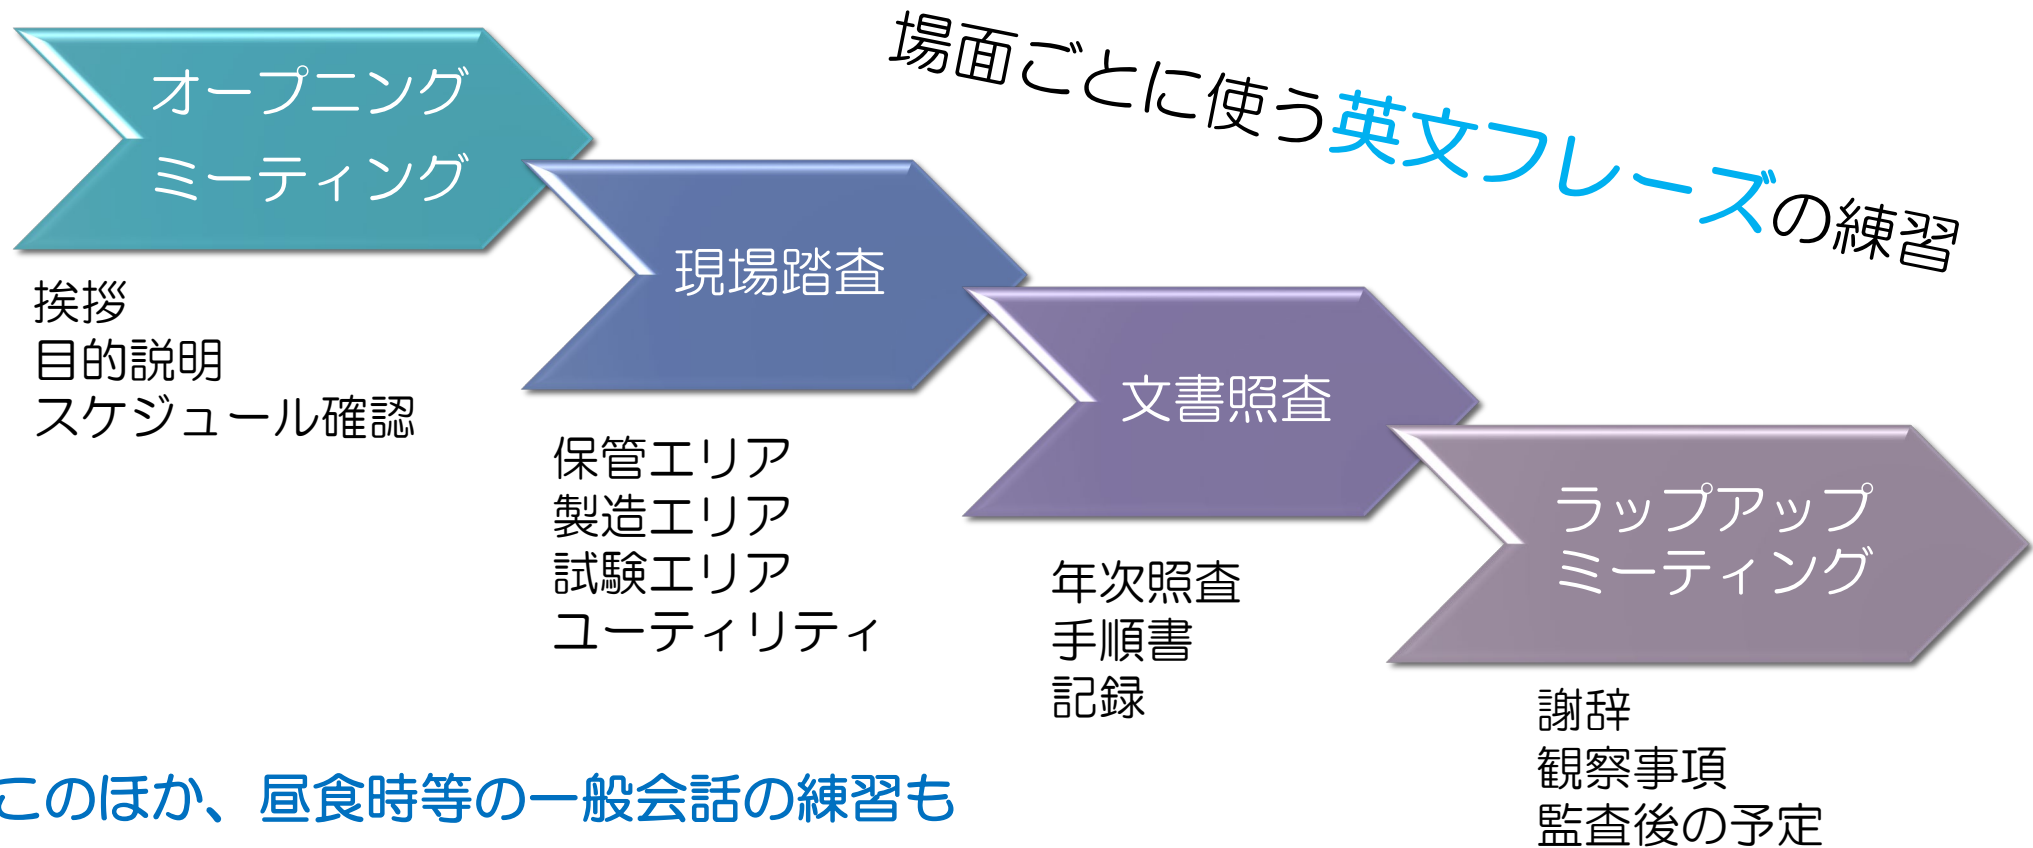 場面ごとに使う英文フレーズの練習
オープニング
ミーティング
挨拶
目的説明
スケジュール確認
現場踏査
保管エリア
製造エリア
試験エリア
ユーティリティ
文書照査
年次照査
手順書
記録
ラップアップ
ミーティング
謝辞
観察事項
監査後の予定
このほか、昼食時等の一般会話の練習も